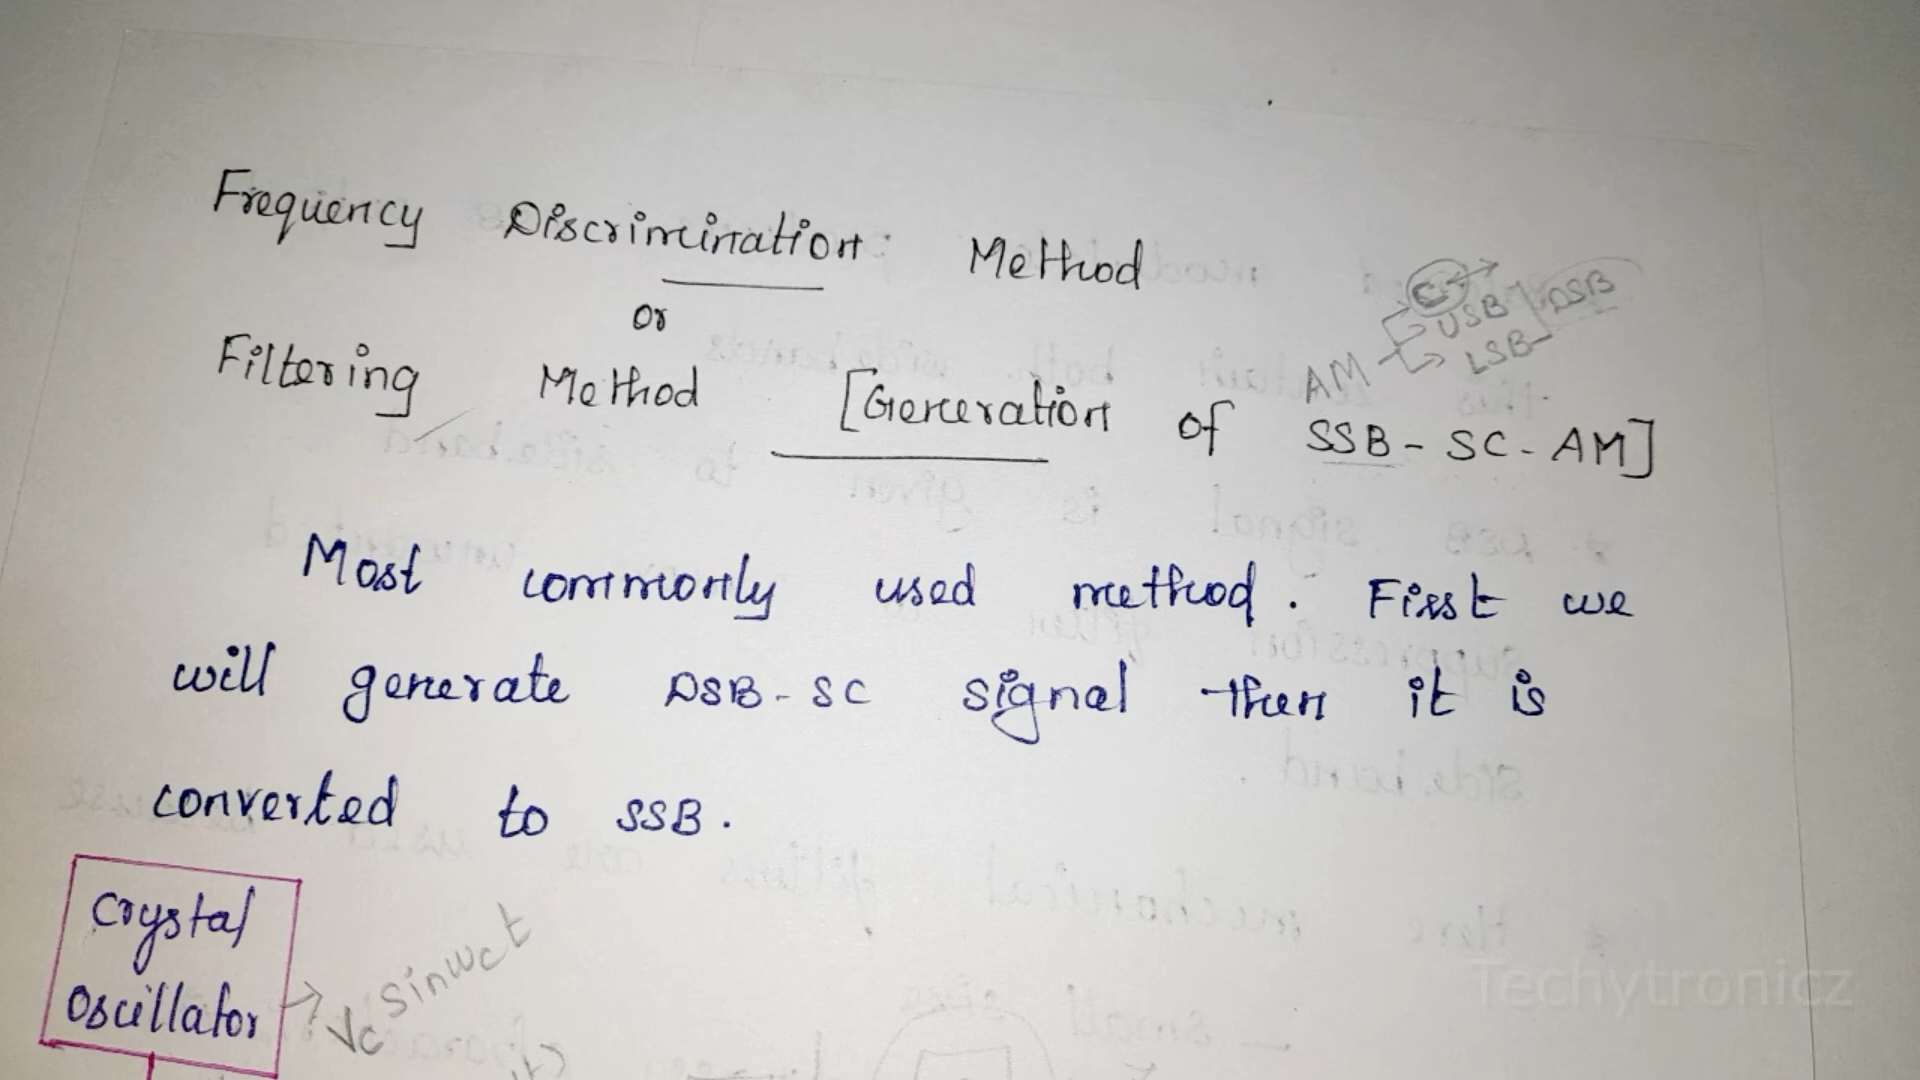 Frequency Discrimination Method
or
Filtering Method [Generation of SSB-SC-AM]
AM
C
USB
LSB
DSB
Most commonly used method. First we
will generate DSB-SC signal then it is
converted to SSB.
Crystal
Oscillator
Vc sinwct
Techytronicz